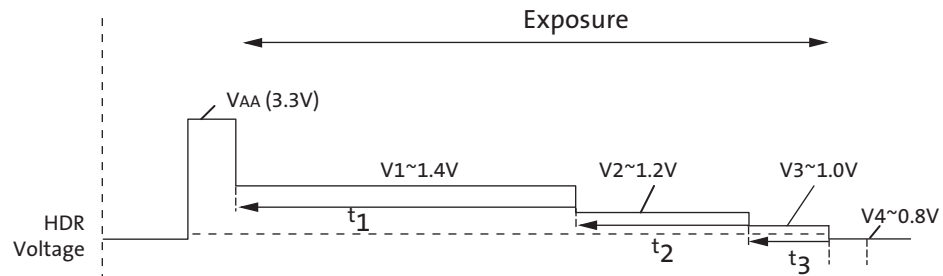 Exposure
VAA (3.3V)
V1~1.4V
V2~1.2V
V3~1.0V
V4~0.8V
HDR
Voltage
t1
t2
t3